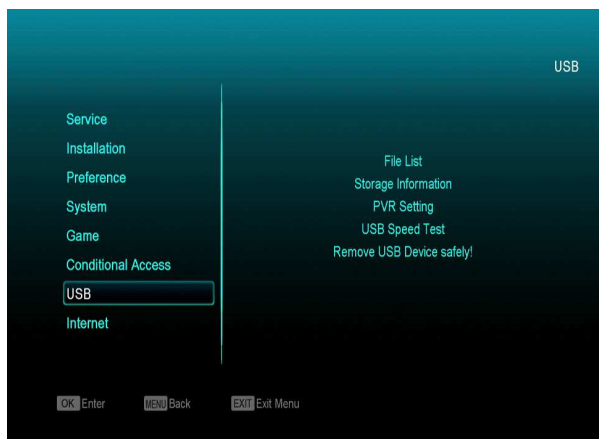 USB
Service
Installation
Preference
System
Game
Conditional Access
USB
Internet
File List
Storage Information
PVR Setting
USB Speed Test
Remove USB Device safely!
OK Enter MENU Back EXIT Exit Menu